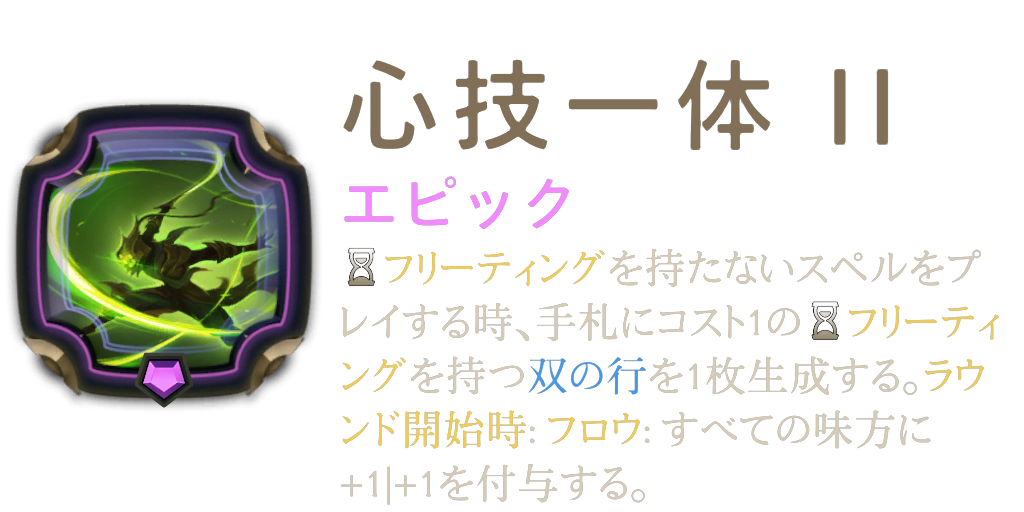 心技一体 II
エピック
フリーティングを持たないスペルをプ
レイする時、手札にコスト1のフリーティ
ングを持つ双の行を1枚生成する。ラウ
ンド開始時: フロウ: すべての味方に
+1|+1を付与する。